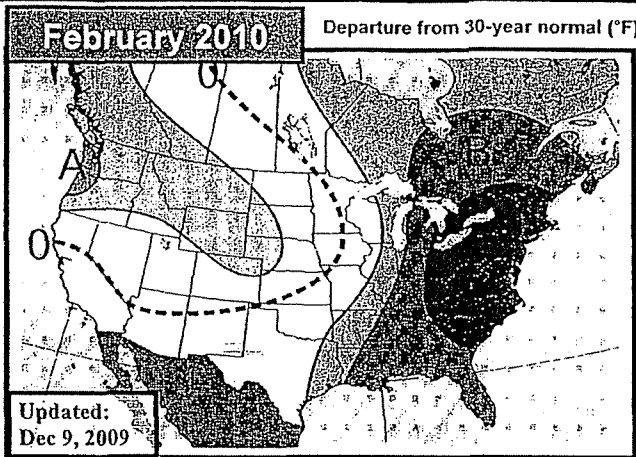 February 2010
Departure from 30-year normal (°F)
0
A
B
0
Updated:
Dec 9, 2009